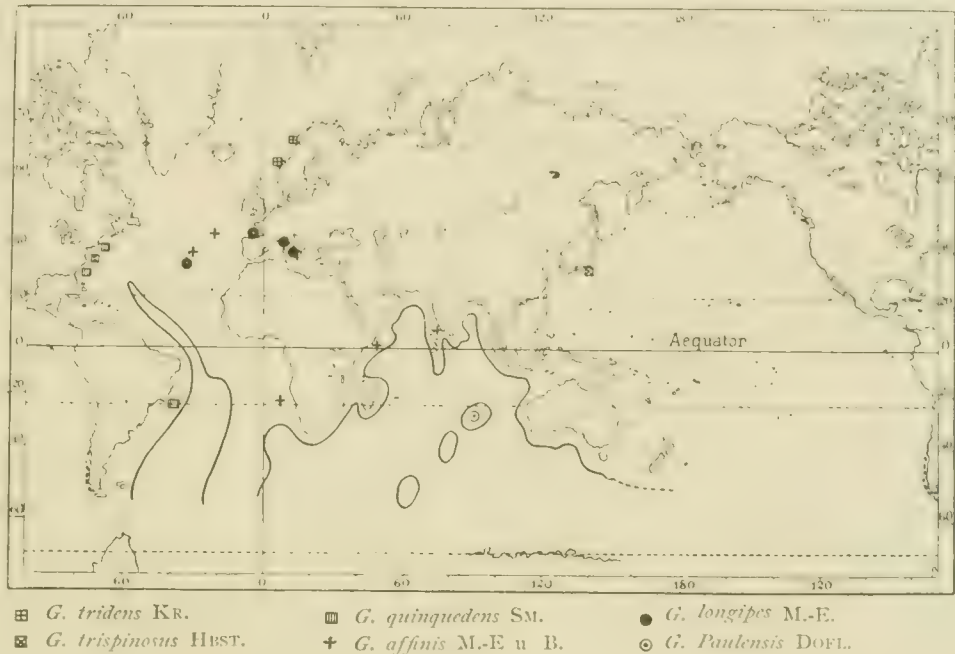 60 0 60 120 180 120
Aequator
60 0 60 120 180 120
G. tridens KR. G. quinquedens SM. G. longipes M.-E.
G. trispinosus HBST. G. affinis M.-E u B. G. Paulensis DOFL.